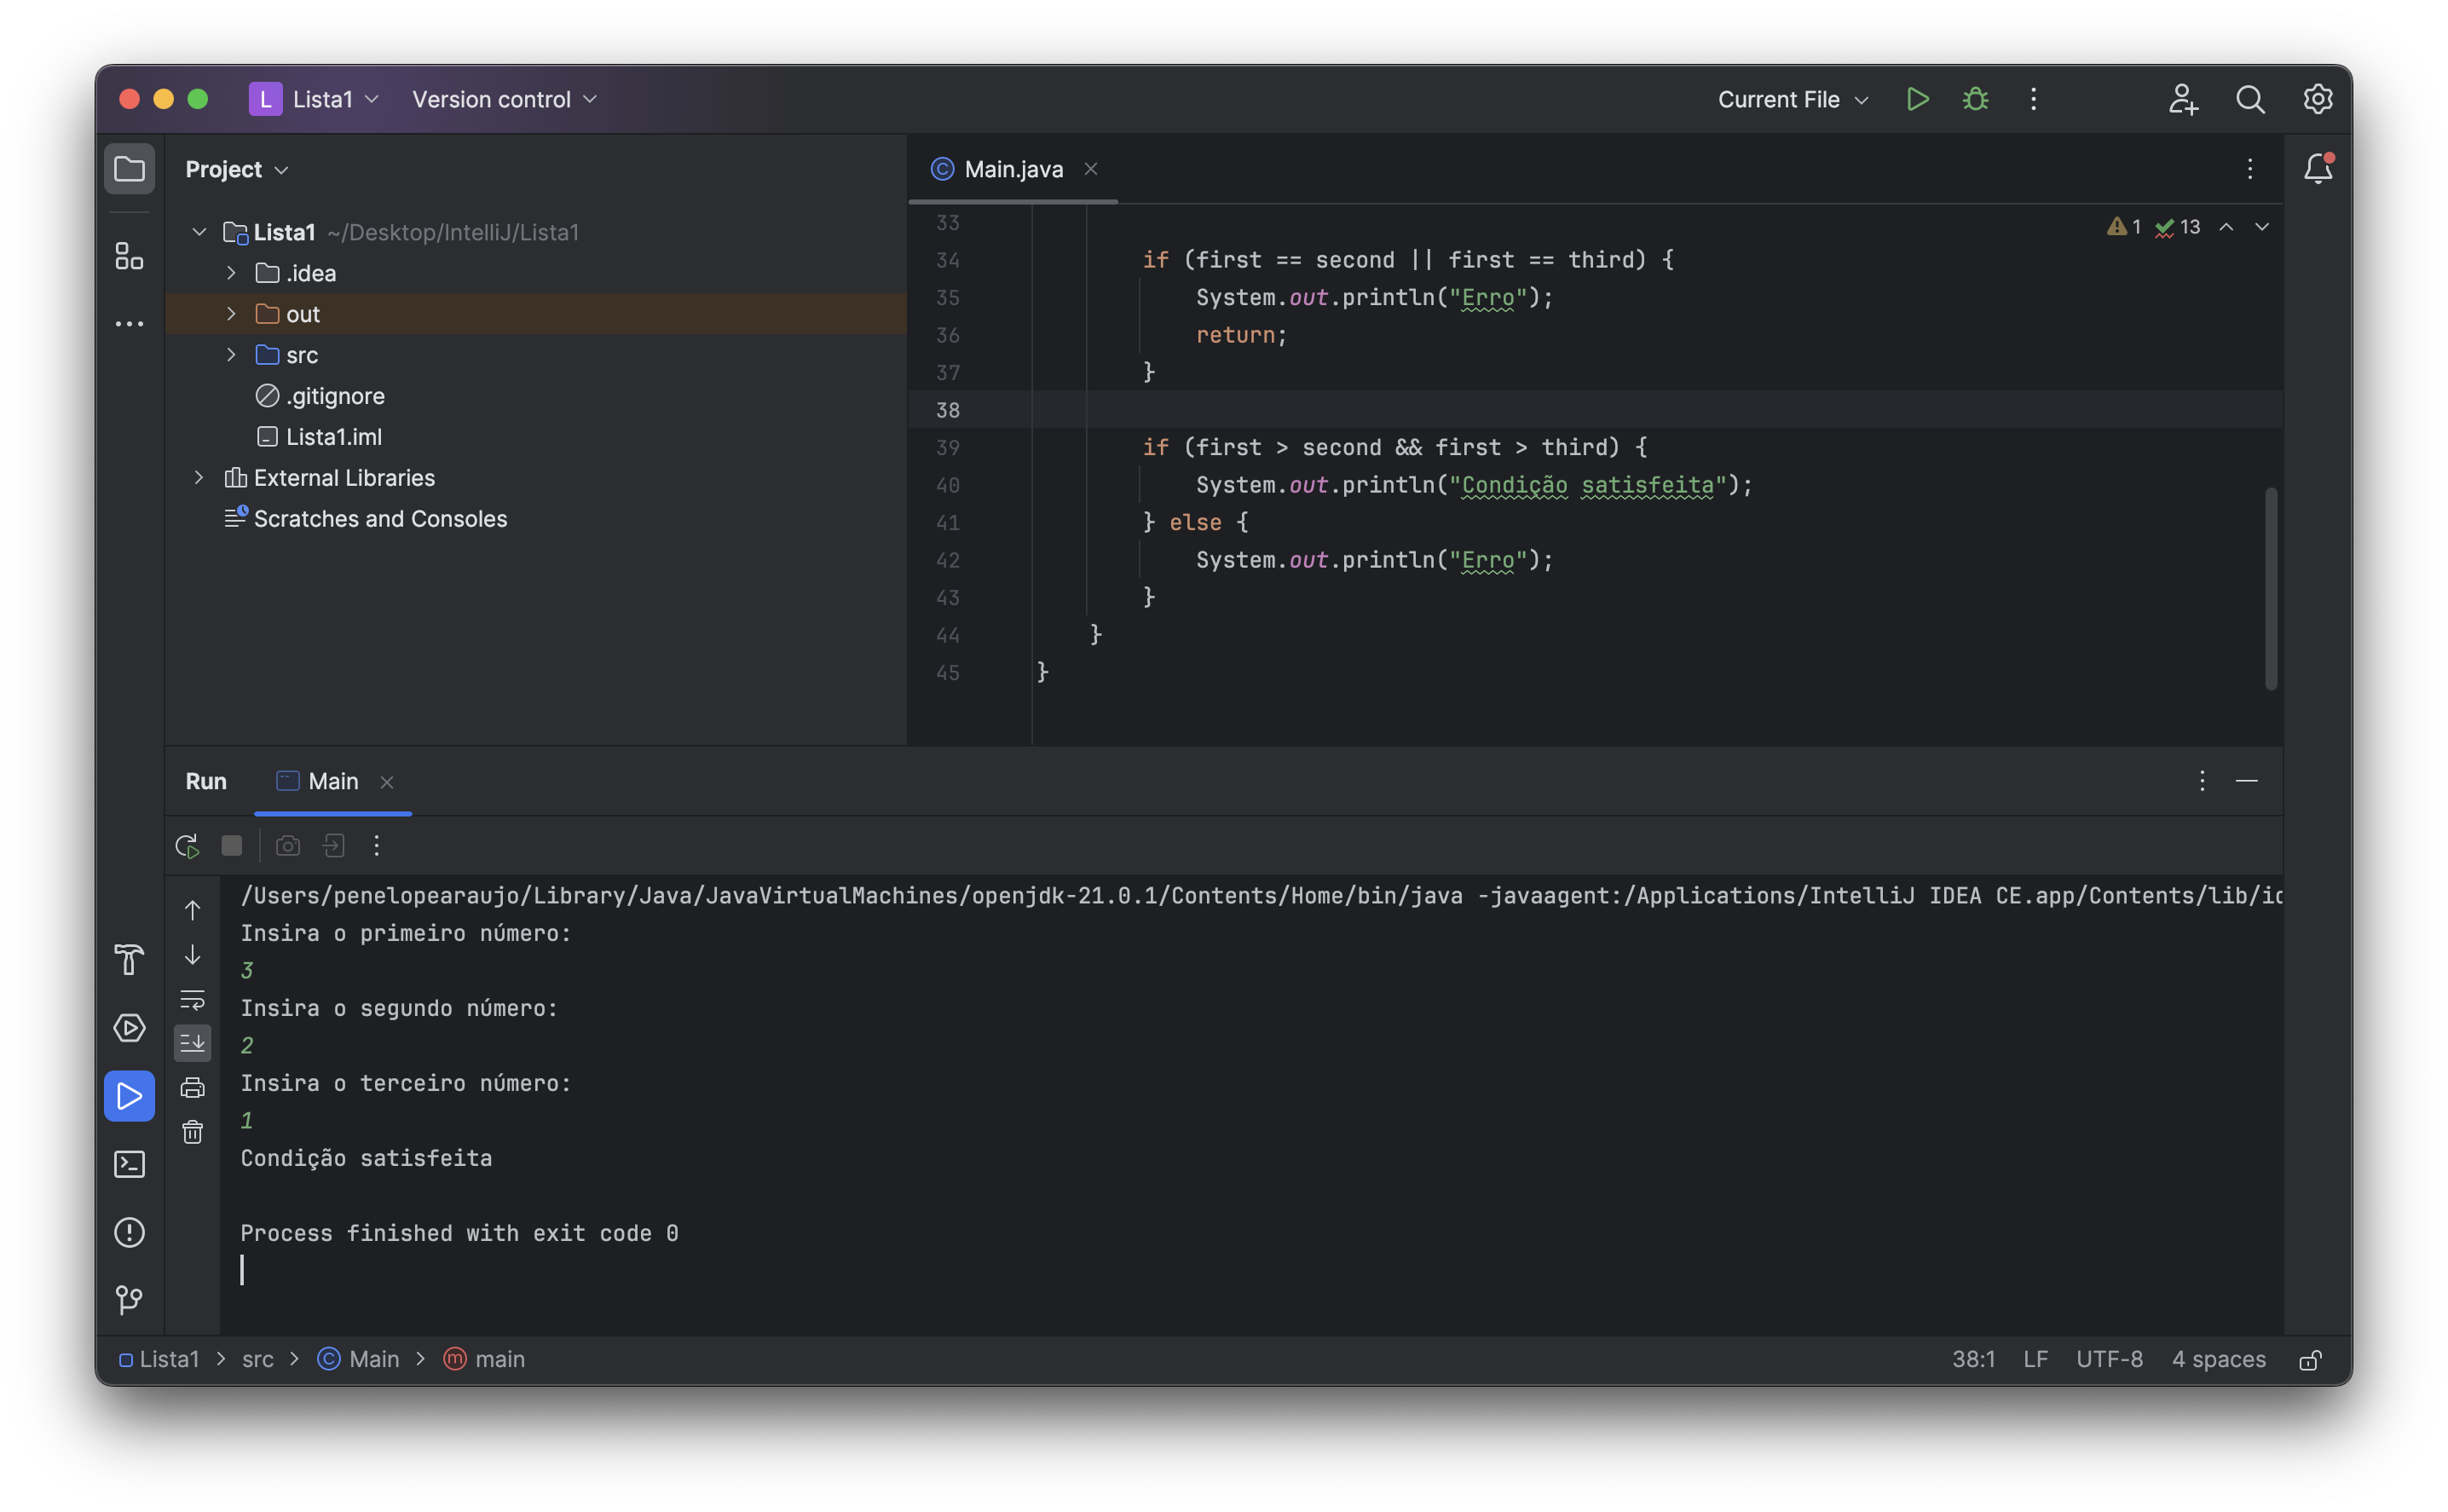 L Lista1 Version control Current File
Project
Lista1 ~/Desktop/IntelliJ/Lista1
.idea
out
src
.gitignore
Lista1.iml
External Libraries
Scratches and Consoles
Main.java
1 13
33
34 if (first == second || first == third) {
35 System.out.println("Erro");
36 return;
37 }
38
39 if (first > second && first > third) {
40 System.out.println("Condição satisfeita");
41 } else {
42 System.out.println("Erro");
43 }
44 }
45 }
Run Main
/Users/penelopearaujo/Library/Java/JavaVirtualMachines/openjdk-21.0.1/Contents/Home/bin/java -javaagent:/Applications/IntelliJ IDEA CE.app/Contents/lib/
Insira o primeiro número:
3
Insira o segundo número:
2
Insira o terceiro número:
1
Condição satisfeita
Process finished with exit code 0
Lista1 > src > Main > main 38:1 LF UTF-8 4 spaces